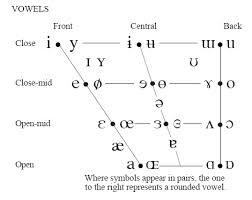 VOWELS
Front Central Back
Close i y ɨ ʉ ɯ u
ɪ ʏ ʊ
Close-mid e ø ɘ ɵ ɤ o
ə
Open-mid ɛ œ ɜ ɞ ʌ ɔ
æ ɐ
Open a ɶ ɑ ɒ
Where symbols appear in pairs, the one
to the right represents a rounded vowel.